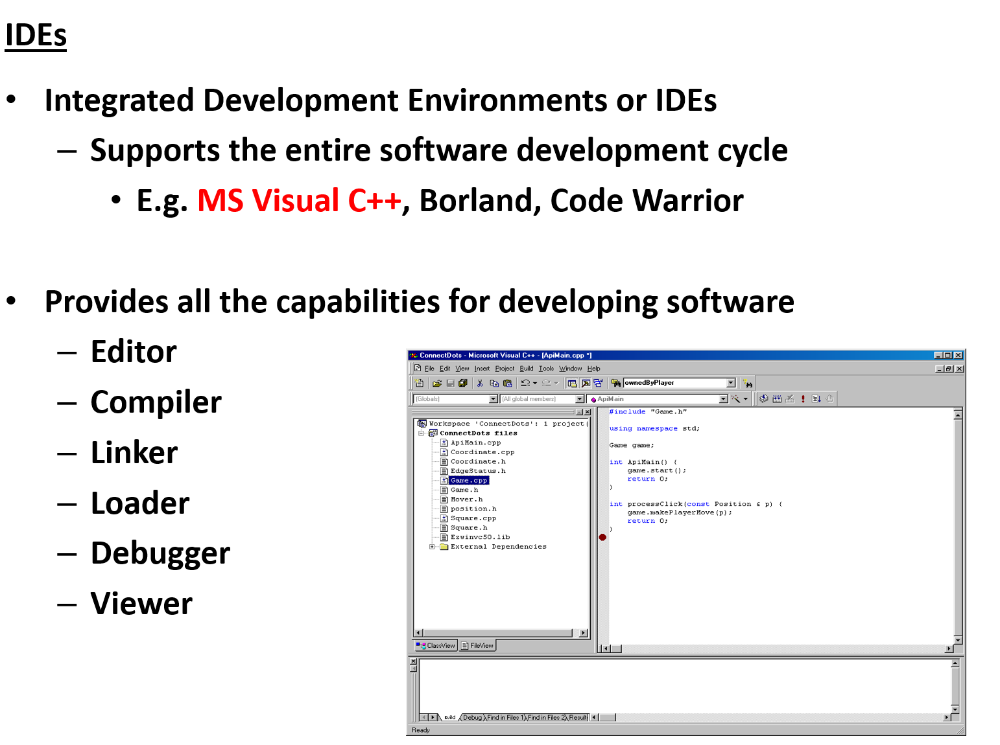 IDEs
• Integrated Development Environments or IDEs
– Supports the entire software development cycle
• E.g. MS Visual C++, Borland, Code Warrior
• Provides all the capabilities for developing software
– Editor
– Compiler
– Linker
– Loader
– Debugger
– Viewer
ConnectDots - Microsoft Visual C++ - [ApiMain.cpp *]
File Edit View Insert Project Build Tools Window Help
ownedByPlayer
(Globals) (All global members) ApiMain
Workspace 'ConnectDots': 1 project(
ConnectDots files
ApiMain.cpp
Coordinate.cpp
Coordinate.h
EdgeStatus.h
Game.cpp
Game.h
Mover.h
position.h
Square.cpp
Square.h
Ezwinvc50.lib
External Dependencies
ClassView FileView
#include "Game.h"
using namespace std;
Game game;
int ApiMain() {
game.start();
return 0;
}
int processClick(const Position & p) {
game.makePlayerMove(p);
return 0;
}
Build Debug Find in Files 1 Find in Files 2 Results
Ready